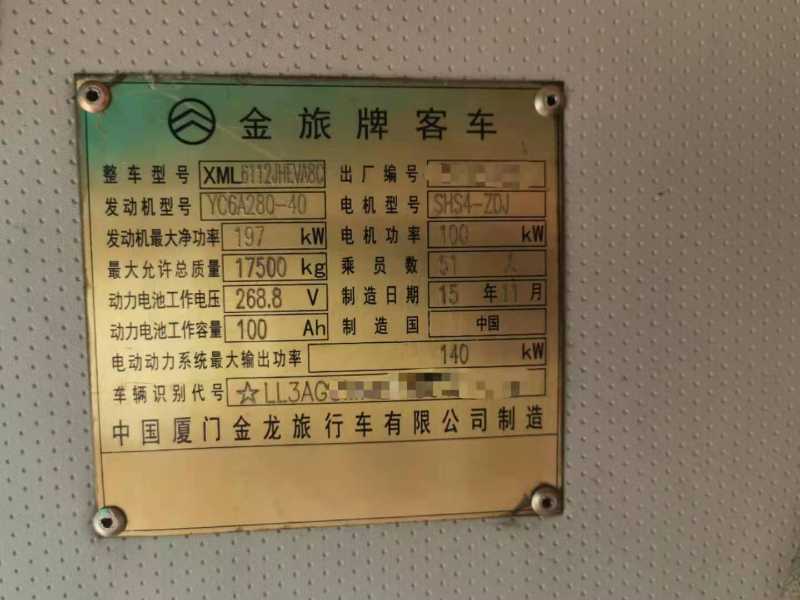 金旅牌客车
整车型号 XML6112JHEVA8C 出厂编号
发动机型号 YC6A280-40 电机型号 SHS4-ZDJ
发动机最大净功率 197 kW 电机功率 100 kW
最大允许总质量 17500 kg 乘员数 51 人
动力电池工作电压 268.8 V 制造日期 15 年 11 月
动力电池工作容量 100 Ah 制造国 中国
电动动力系统最大输出功率 140 kW
车辆识别代号 ☆LL3AG
中国厦门金龙旅行车有限公司制造